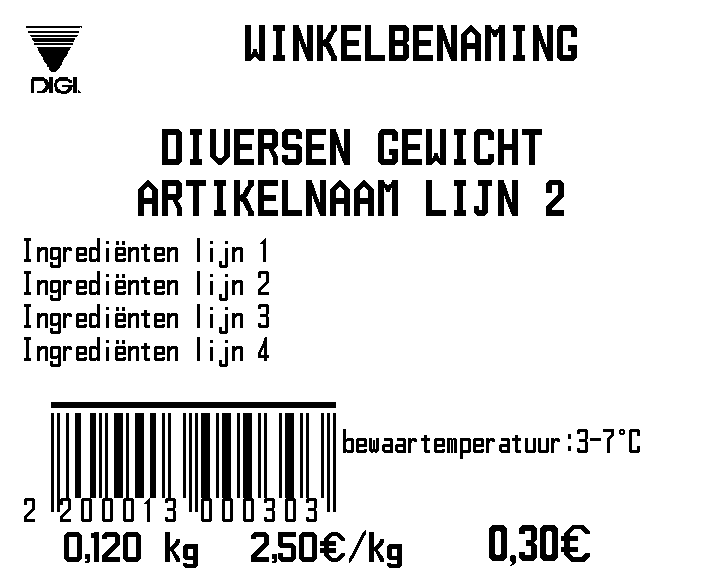 WINKELBENAMING
DIGI.
DIVERSEN GEWICHT
ARTIKELNAAM LIJN 2
Ingrediënten lijn 1
Ingrediënten lijn 2
Ingrediënten lijn 3
Ingrediënten lijn 4
bewaartemperatuur:3-7°C
2 200013 000303
0,120 kg 2,50€/kg 0,30€